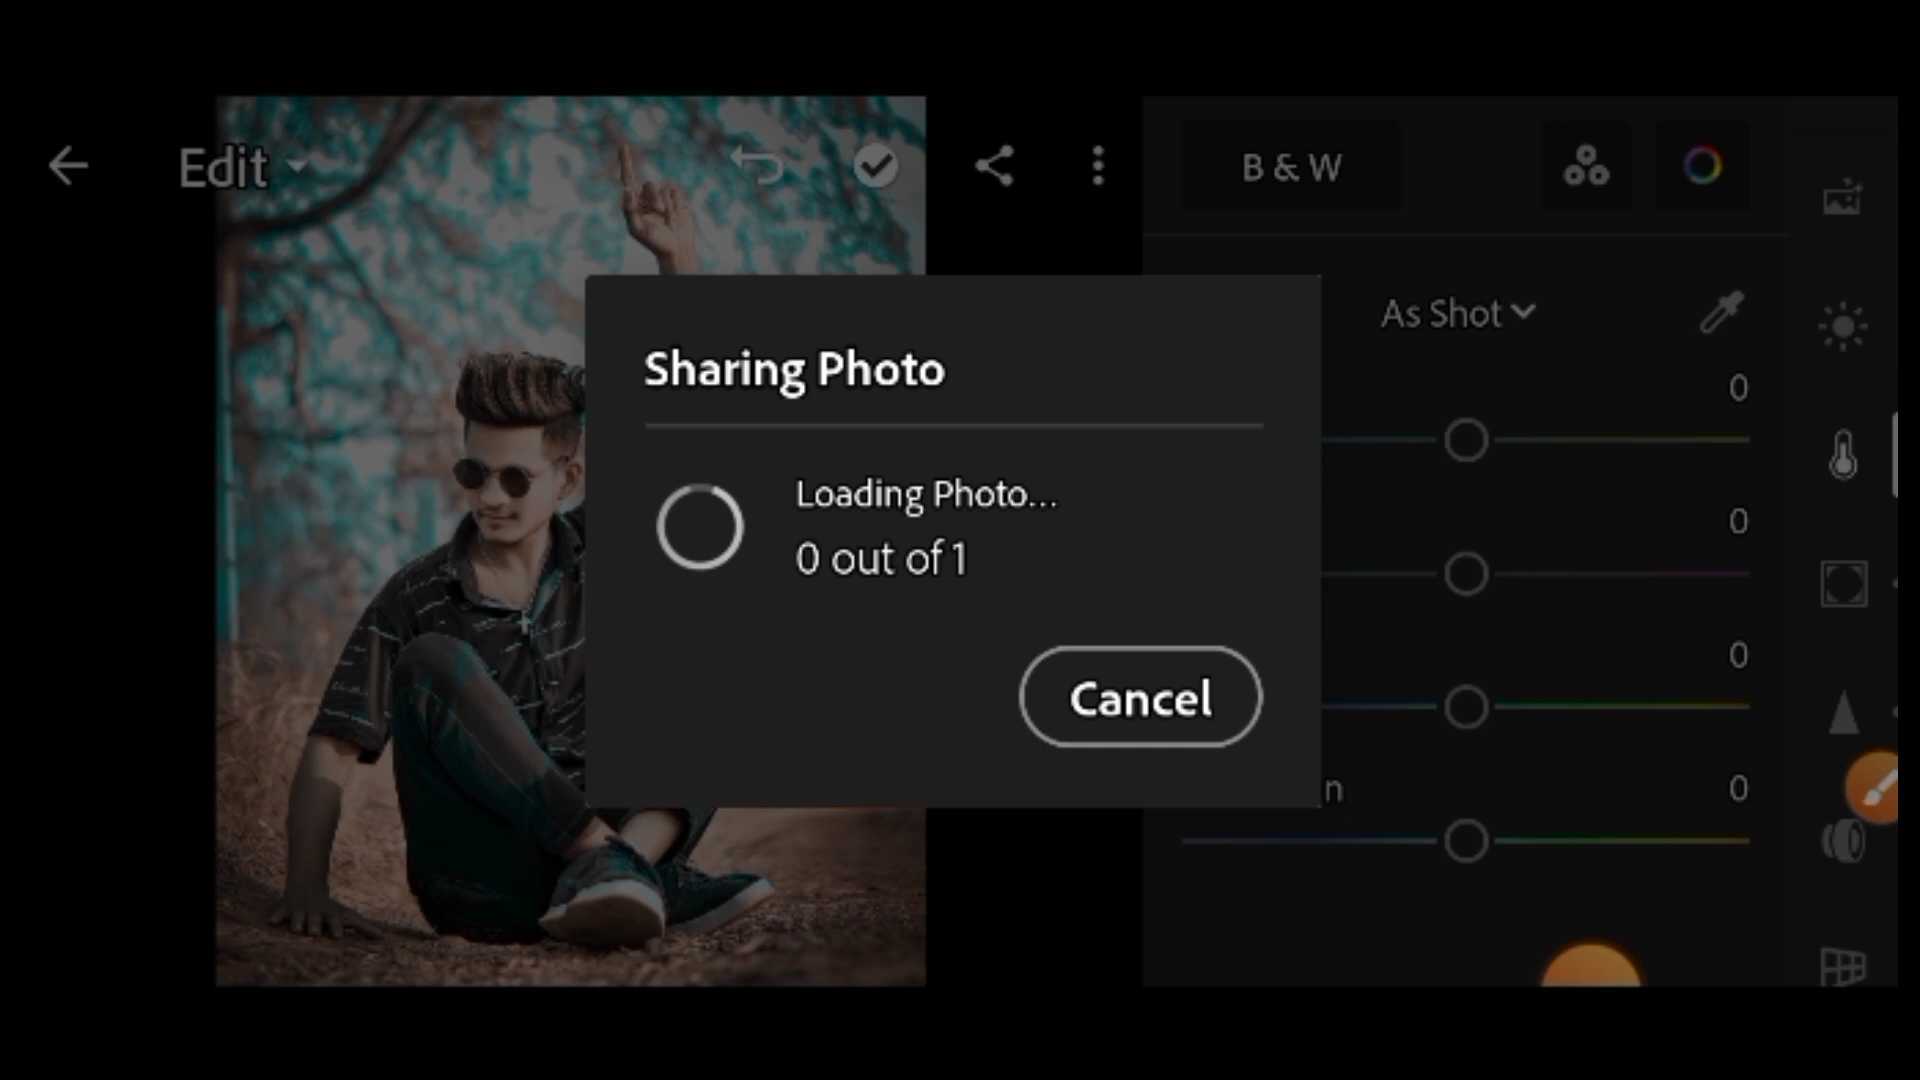 Edit
B & W
As Shot
0
Sharing Photo
Loading Photo...
0 out of 1
0
0
Cancel
n
0